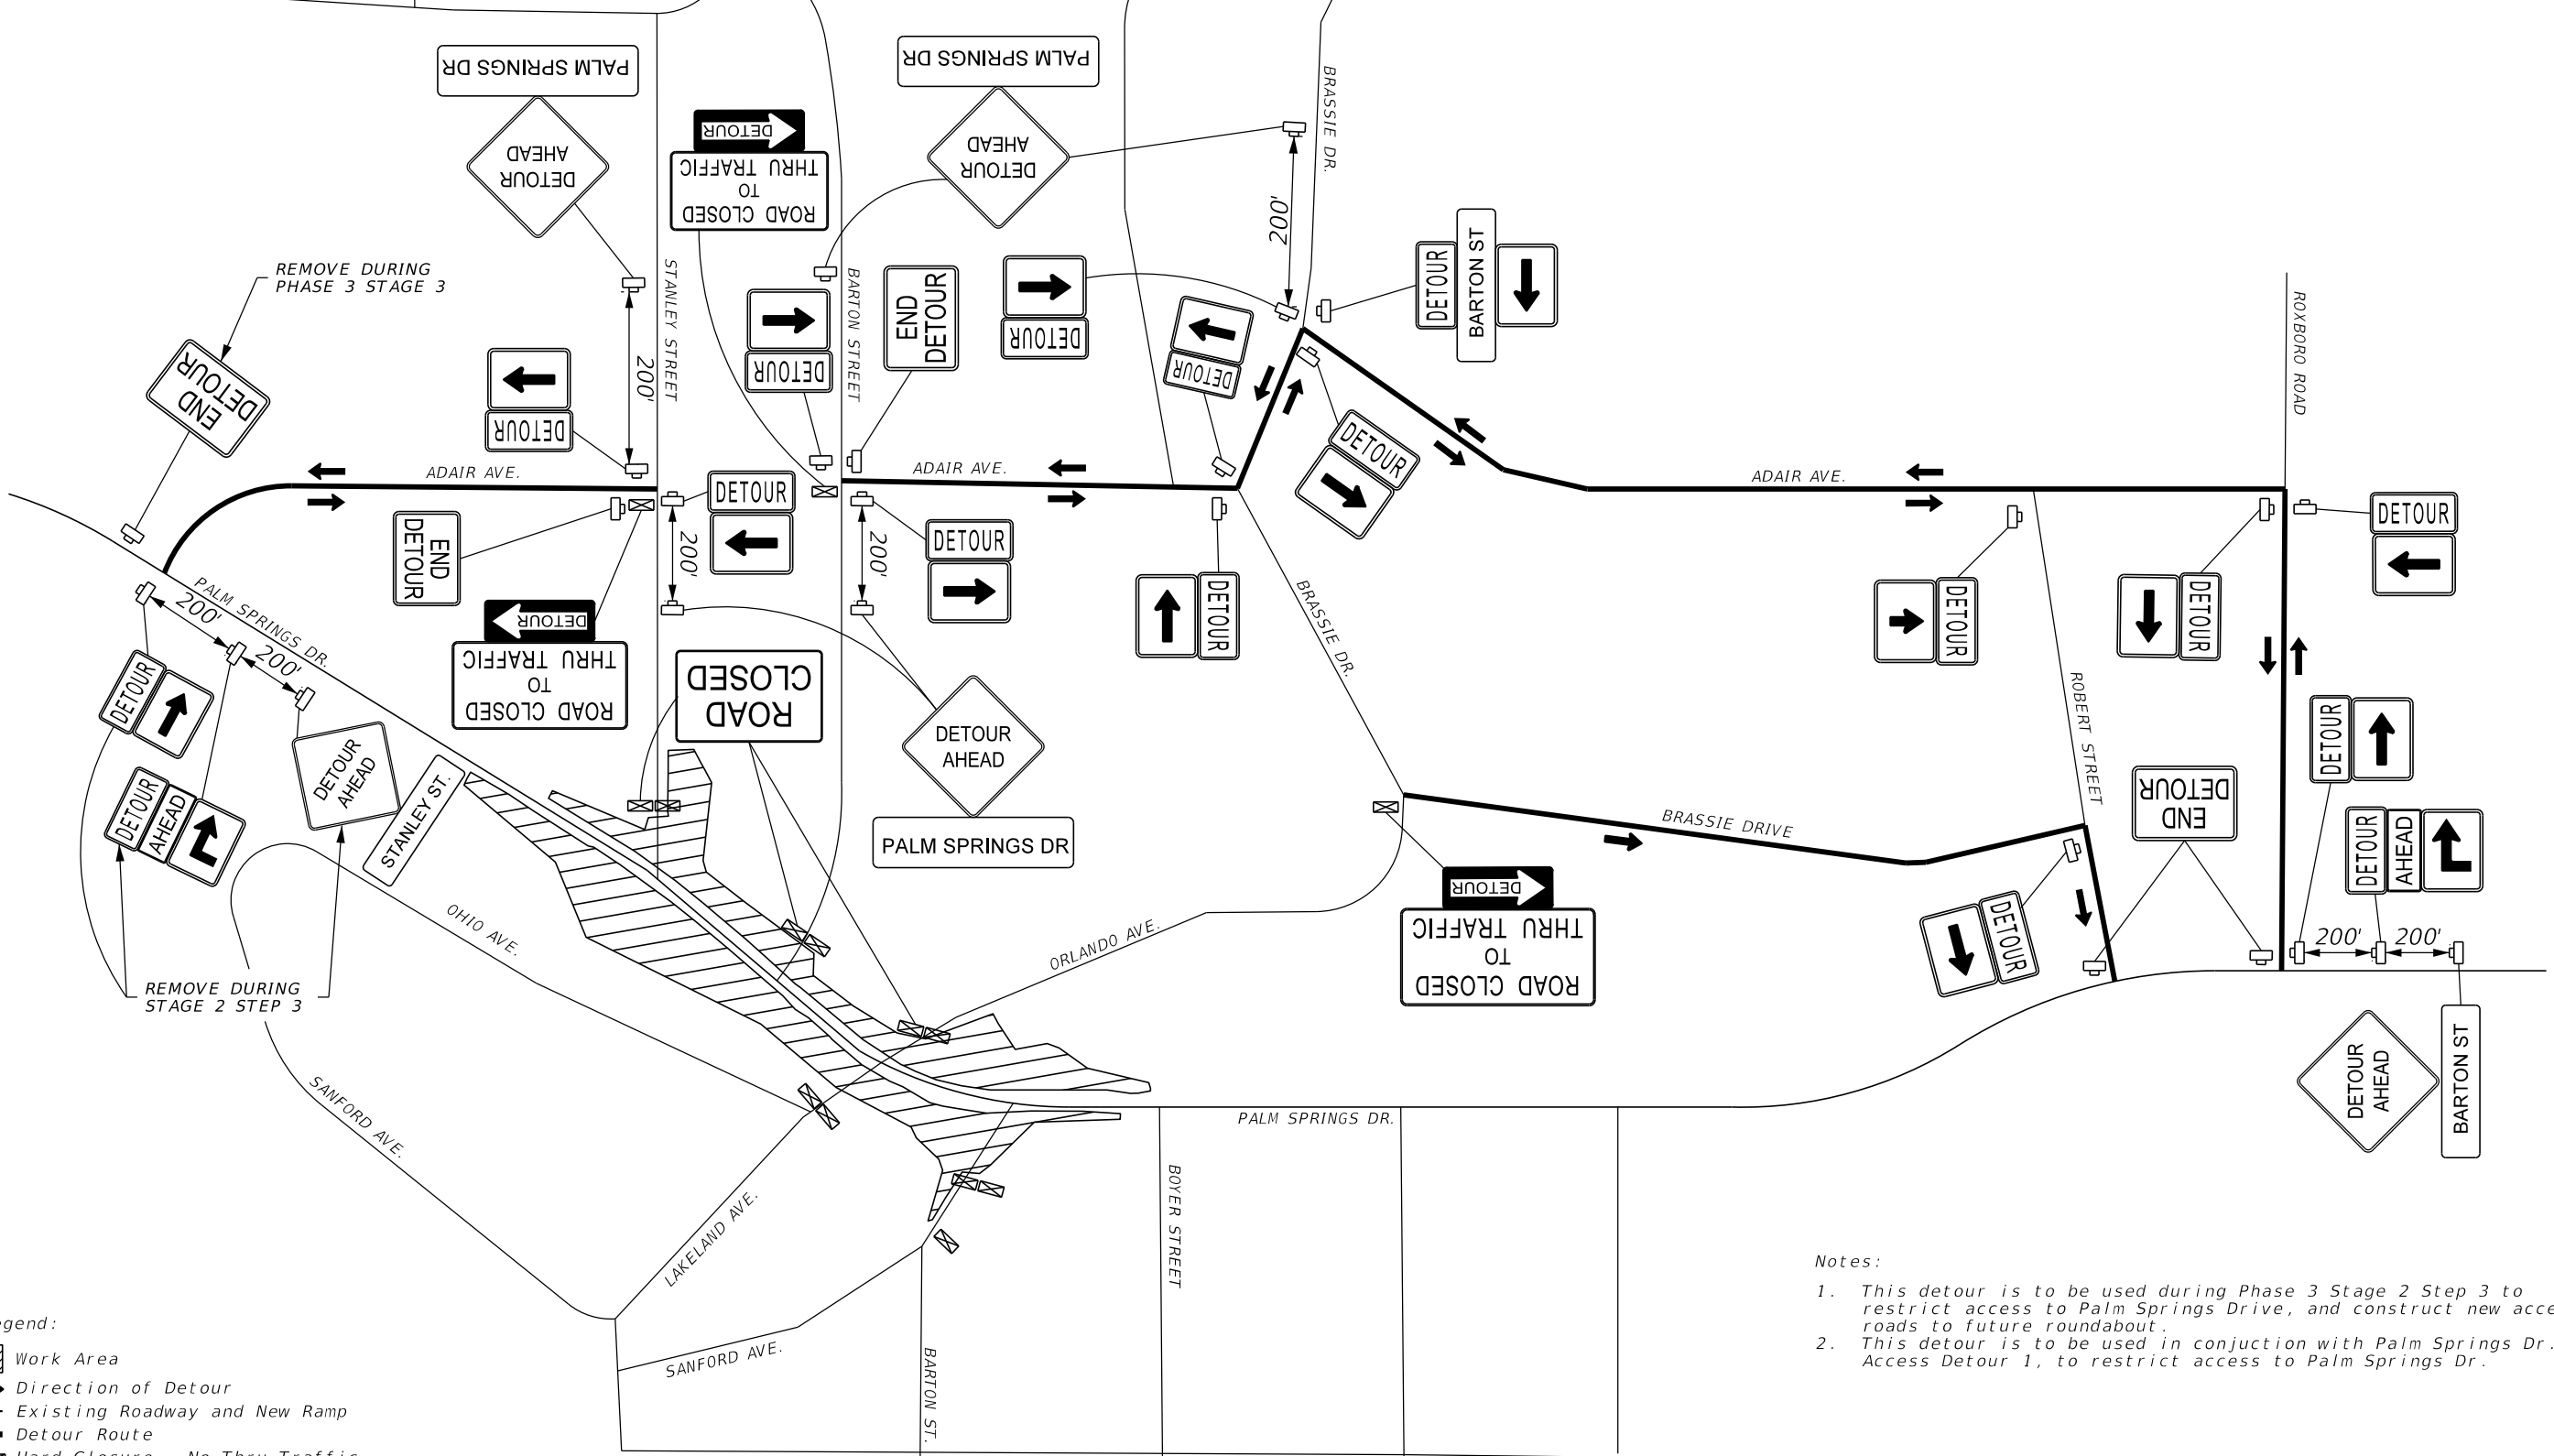 PALM SPRINGS DR
DETOUR
AHEAD
PALM SPRINGS DR
DETOUR
AHEAD
DETOUR
ROAD CLOSED
TO
THRU TRAFFIC
BRASSIE DR.
200'
REMOVE DURING
PHASE 3 STAGE 3
STANLEY STREET
BARTON STREET
END
DETOUR
DETOUR
DETOUR
DETOUR
DETOUR
BARTON ST
ROXBORO ROAD
END
DETOUR
DETOUR
200'
ADAIR AVE.
ADAIR AVE.
ADAIR AVE.
DETOUR
DETOUR
DETOUR
DETOUR
END
DETOUR
200'
200'
PALM SPRINGS DR.
200'
200'
DETOUR
ROAD CLOSED
TO
THRU TRAFFIC
ROAD
CLOSED
DETOUR
BRASSIE DR.
DETOUR
DETOUR
ROBERT STREET
DETOUR
DETOUR
AHEAD
DETOUR
AHEAD
STANLEY ST.
DETOUR
AHEAD
PALM SPRINGS DR
BRASSIE DRIVE
END
DETOUR
DETOUR
DETOUR
AHEAD
200'
200'
DETOUR
ROAD CLOSED
TO
THRU TRAFFIC
DETOUR
OHIO AVE.
ORLANDO AVE.
REMOVE DURING
STAGE 2 STEP 3
DETOUR
AHEAD
BARTON ST
SANFORD AVE.
PALM SPRINGS DR.
LAKELAND AVE.
BOYER STREET
SANFORD AVE.
BARTON ST.
Notes:
1. This detour is to be used during Phase 3 Stage 2 Step 3 to
restrict access to Palm Springs Drive, and construct new acce
roads to future roundabout.
2. This detour is to be used in conjuction with Palm Springs Dr.
Access Detour 1, to restrict access to Palm Springs Dr.
egend:
Work Area
Direction of Detour
Existing Roadway and New Ramp
Detour Route